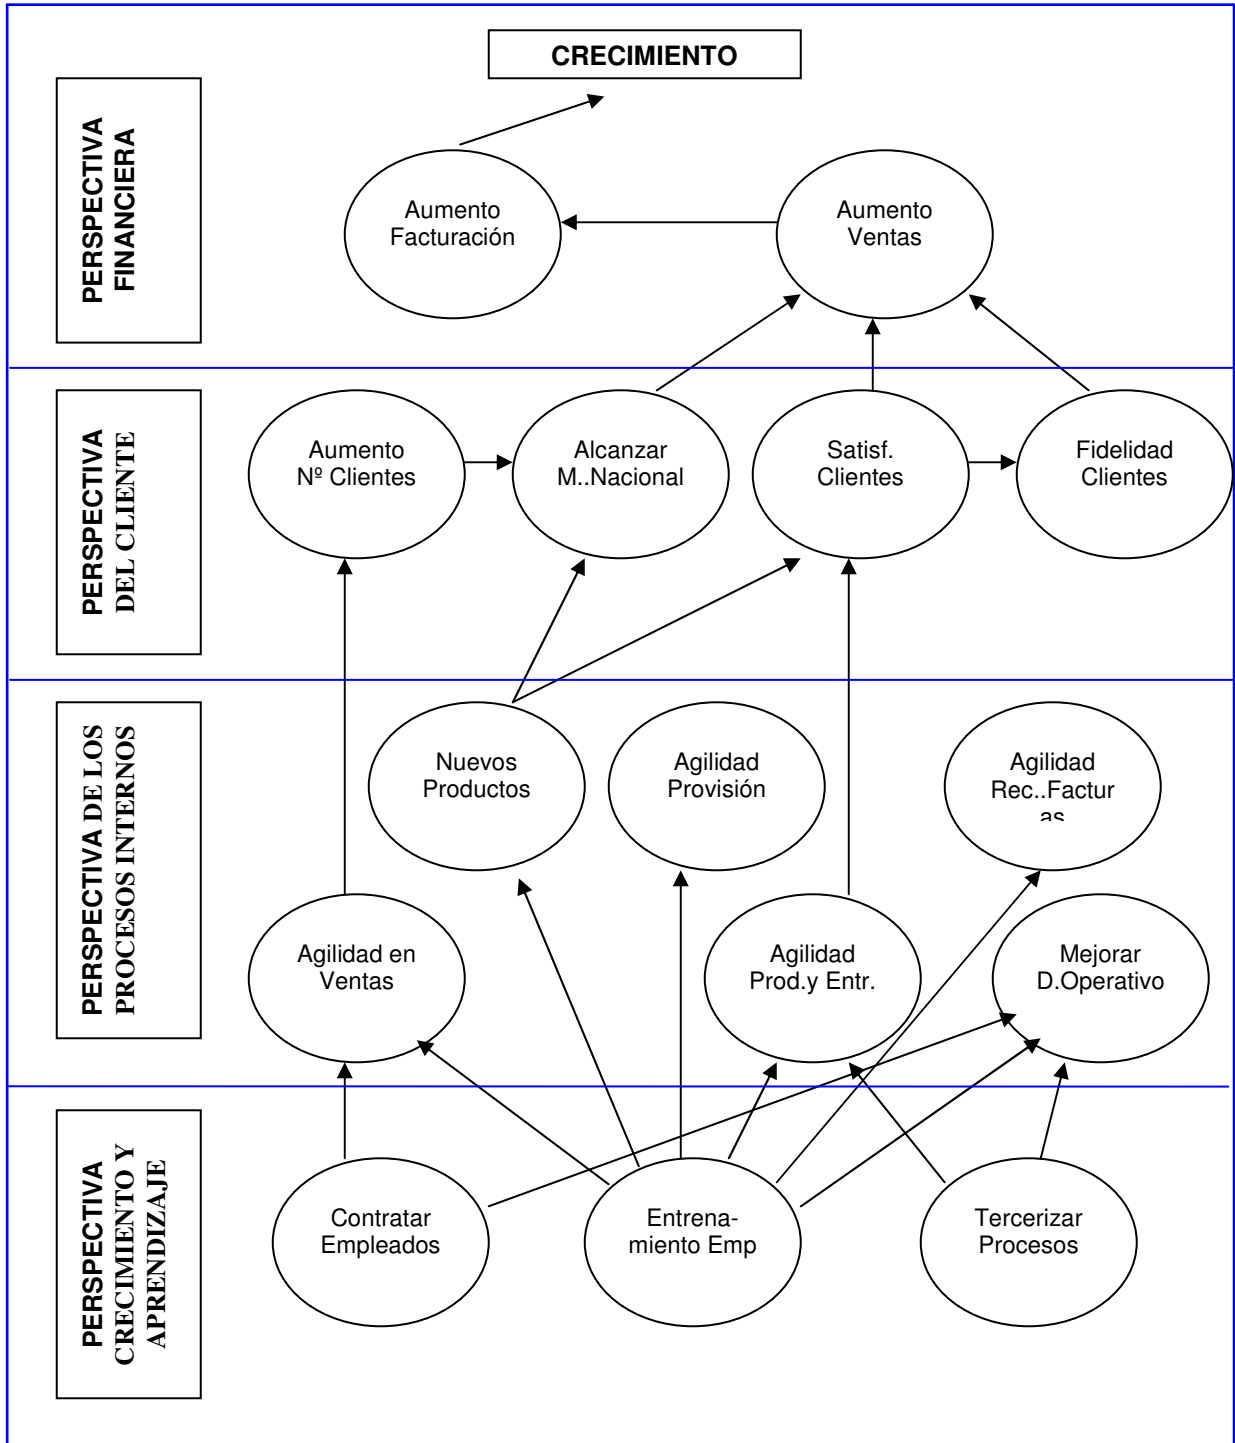 CRECIMIENTO
PERSPECTIVA
FINANCIERA
Aumento
Facturación
Aumento
Ventas
PERSPECTIVA
DEL CLIENTE
Aumento
Nº Clientes
Alcanzar
M..Nacional
Satisf.
Clientes
Fidelidad
Clientes
PERSPECTIVA DE LOS
PROCESOS INTERNOS
Nuevos
Productos
Agilidad
Provisión
Agilidad
Rec..Factur
as
Agilidad en
Ventas
Agilidad
Prod.y Entr.
Mejorar
D.Operativo
PERSPECTIVA
CRECIMIENTO Y
APRENDIZAJE
Contratar
Empleados
Entrena-
miento Emp
Tercerizar
Procesos